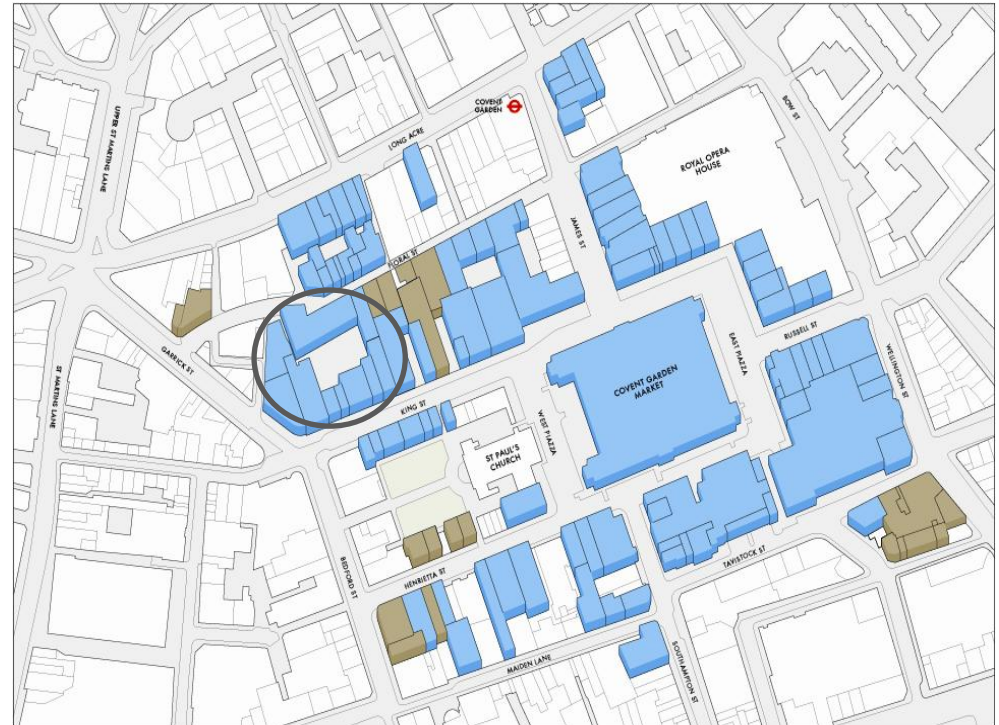 COVENT
GARDEN
BOW ST
UPPER ST MARTINS LANE
LONG ACRE
ROYAL OPERA
HOUSE
JAMES ST
FLORAL ST
EAST PIAZZA
RUSSELL ST
GARRICK ST
WELLINGTON ST
ST MARTINS LANE
COVENT GARDEN
MARKET
KING ST
WEST PIAZZA
ST PAUL'S
CHURCH
BEDFORD ST
HENRIETTA ST
TAVISTOCK ST
MAIDEN LANE
SOUTHAMPTON ST